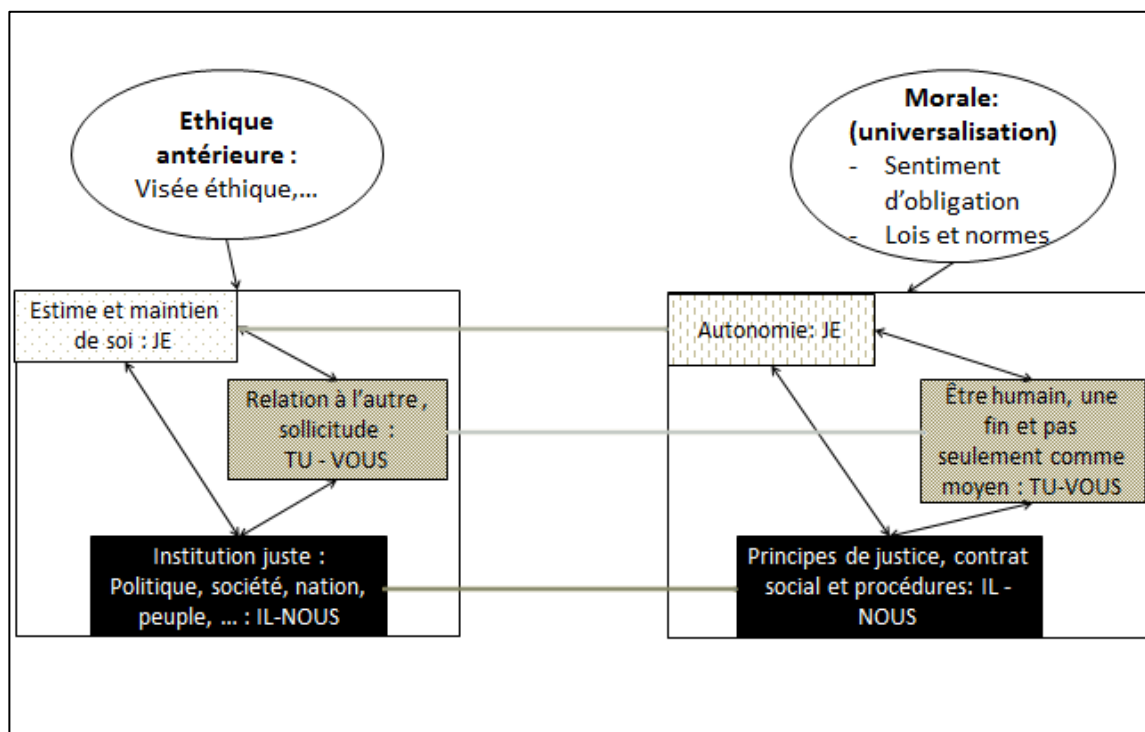 Ethique
antérieure :
Visée éthique,...
Morale:
(universalisation)
- Sentiment
d'obligation
- Lois et normes
Estime et maintien
de soi : JE
Relation à l'autre ,
sollicitude :
TU - VOUS
Institution juste :
Politique, société, nation,
peuple, ... : IL-NOUS
Autonomie: JE
Être humain, une
fin et pas
seulement comme
moyen : TU-VOUS
Principes de justice, contrat
social et procédures: IL -
NOUS